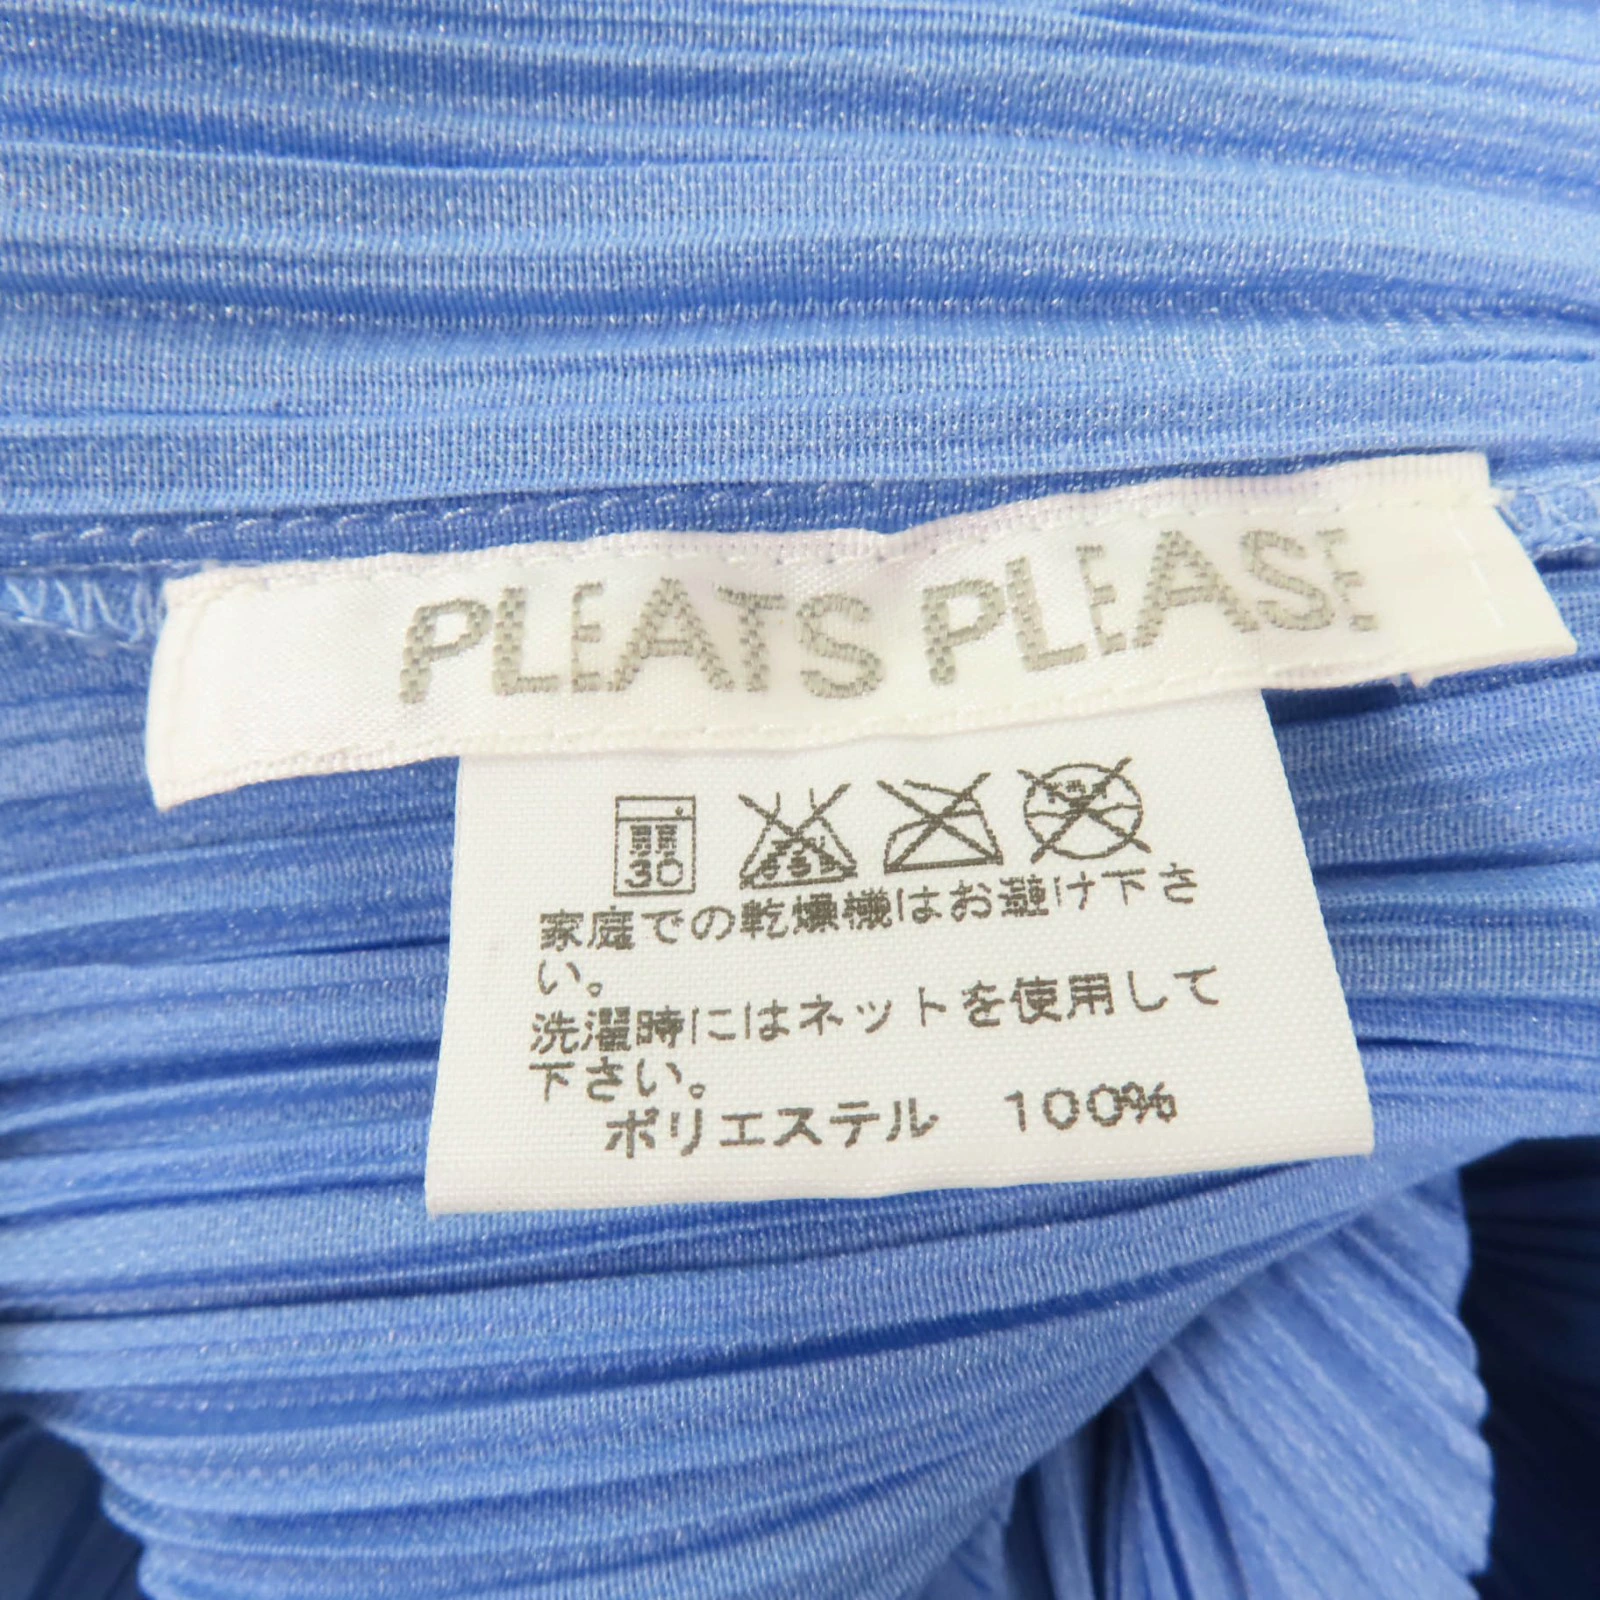 PLEATS PLEASE
弱
30
家庭での乾燥機はお避け下さ
い。
洗濯時にはネットを使用して
下さい。
ポリエステル 100%